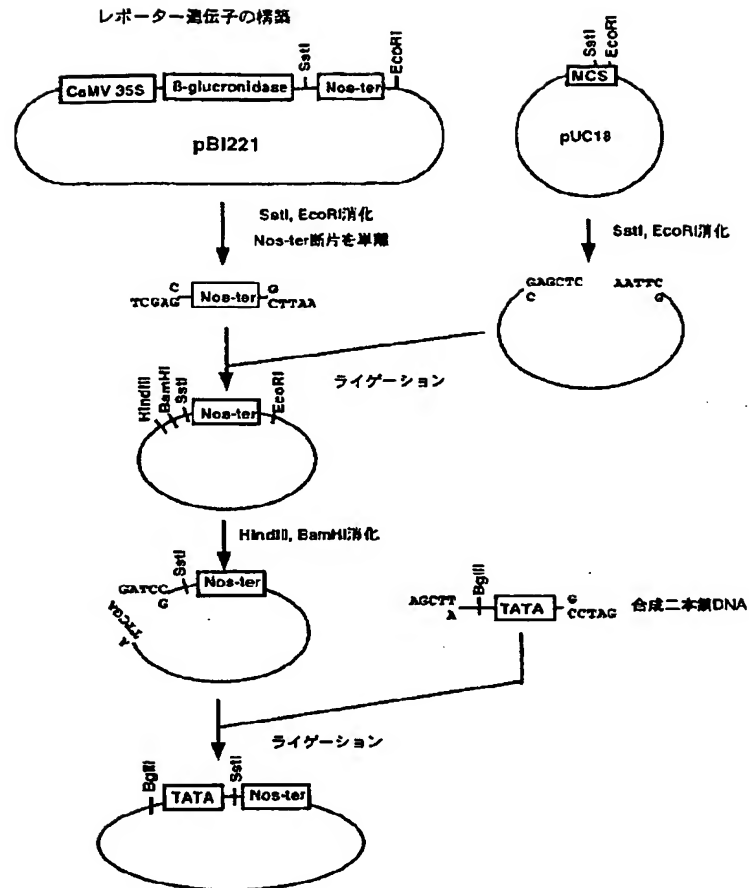 レポーター遺伝子の構築
SstI
EcoRI
CaMV 35S
β-glucronidase
Nos-ter
pBI221
SstI
EcoRI
MCS
pUC18
SstI, EcoRI消化
Nos-ter断片を単離
SstI, EcoRI消化
C
TCGAG
Nos-ter
G
CTTAA
GAGCTC
C
AATTC
G
ライゲーション
HindIII
BamHI
SstI
Nos-ter
EcoRI
HindIII, BamHI消化
GATCC
G
SstI
Nos-ter
A
AGCTT
A
BglII
TATA
G
CCTAG
合成二本鎖DNA
ライゲーション
BglII
TATA
SstI
Nos-ter